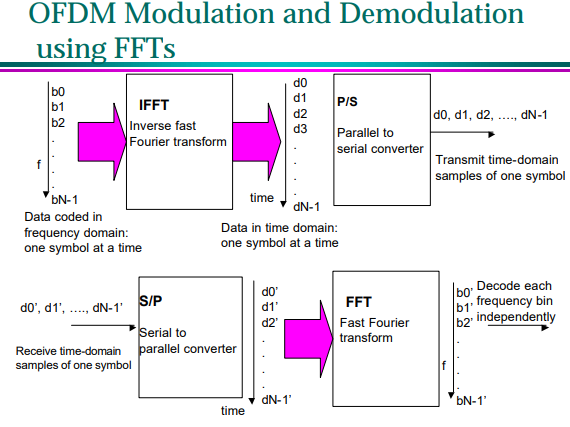 OFDM Modulation and Demodulation
using FFTs
b0
b1
b2
.
.
.
.
bN-1
f
Data coded in
frequency domain:
one symbol at a time
IFFT
Inverse fast
Fourier transform
d0
d1
d2
d3
.
.
.
.
dN-1
time
Data in time domain:
one symbol at a time
P/S
Parallel to
serial converter
d0, d1, d2, …., dN-1
Transmit time-domain
samples of one symbol
d0’, d1’, …., dN-1’
Receive time-domain
samples of one symbol
S/P
Serial to
parallel converter
d0’
d1’
d2’
.
.
.
.
dN-1’
time
FFT
Fast Fourier
transform
b0’
b1’
b2’
.
.
.
.
bN-1’
f
Decode each
frequency bin
independently